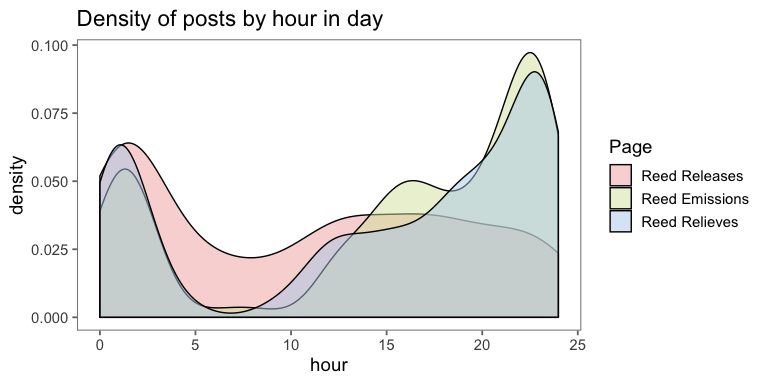 Density of posts by hour in day
0.100
0.075
0.050
0.025
0.000
density
0
5
10
15
20
25
hour
Page
Reed Releases
Reed Emissions
Reed Relieves